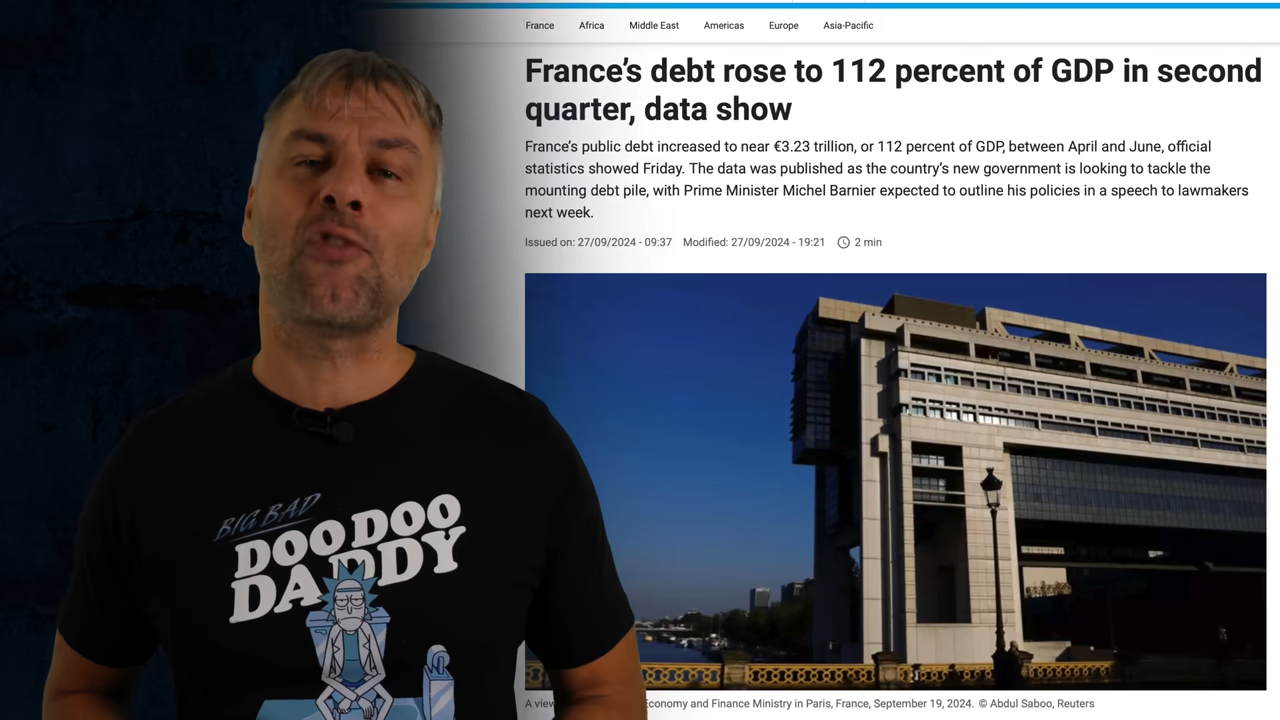 France Africa Middle East Americas Europe Asia-Pacific
France’s debt rose to 112 percent of GDP in second
quarter, data show
France’s public debt increased to near €3.23 trillion, or 112 percent of GDP, between April and June, official
statistics showed Friday. The data was published as the country’s new government is looking to tackle the
mounting debt pile, with Prime Minister Michel Barnier expected to outline his policies in a speech to lawmakers
next week.
Issued on: 27/09/2024 - 09:37 Modified: 27/09/2024 - 19:21 2 min
BIG BAD
DOO DOO
DADDY
A view Economy and Finance Ministry in Paris, France, September 19, 2024. © Abdul Saboo, Reuters